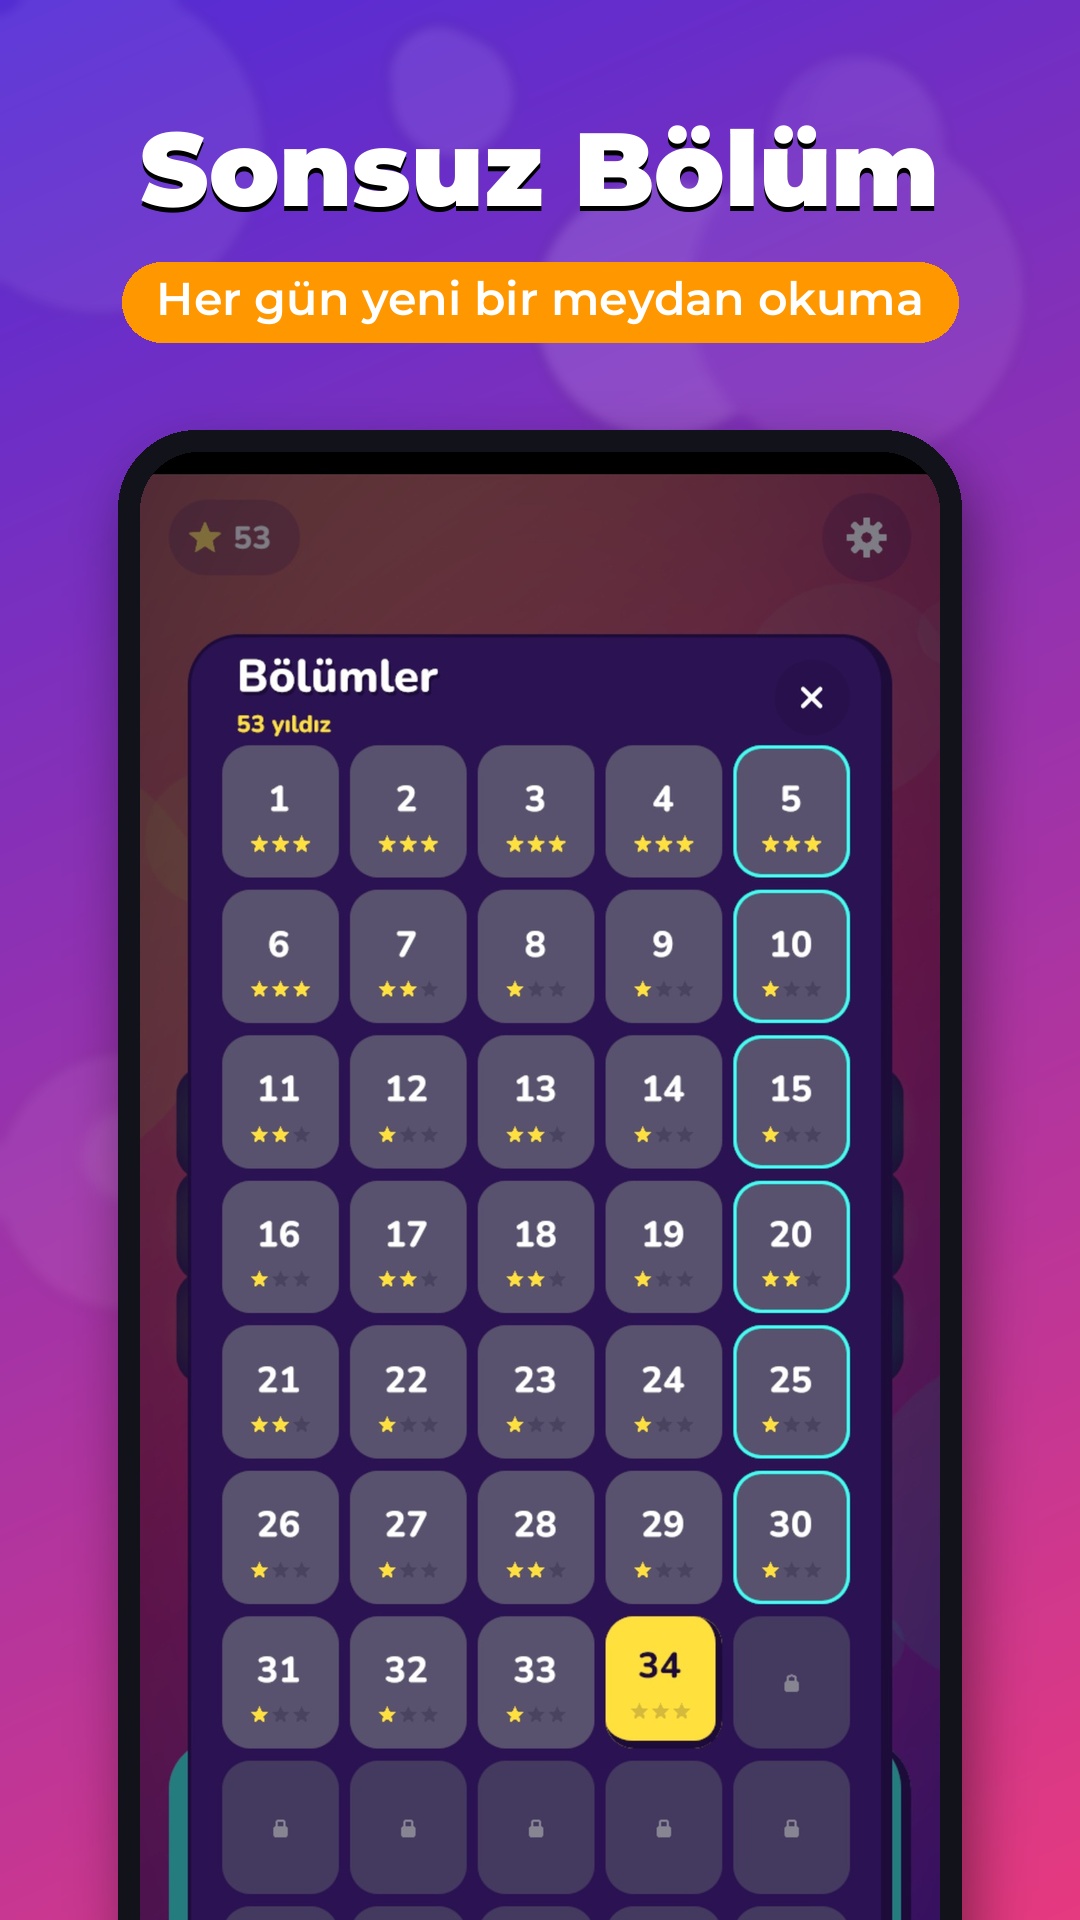 Sonsuz Bölüm
Her gün yeni bir meydan okuma
53
Bölümler
53 yıldız
1 2 3 4 5
6 7 8 9 10
11 12 13 14 15
16 17 18 19 20
21 22 23 24 25
26 27 28 29 30
31 32 33 34